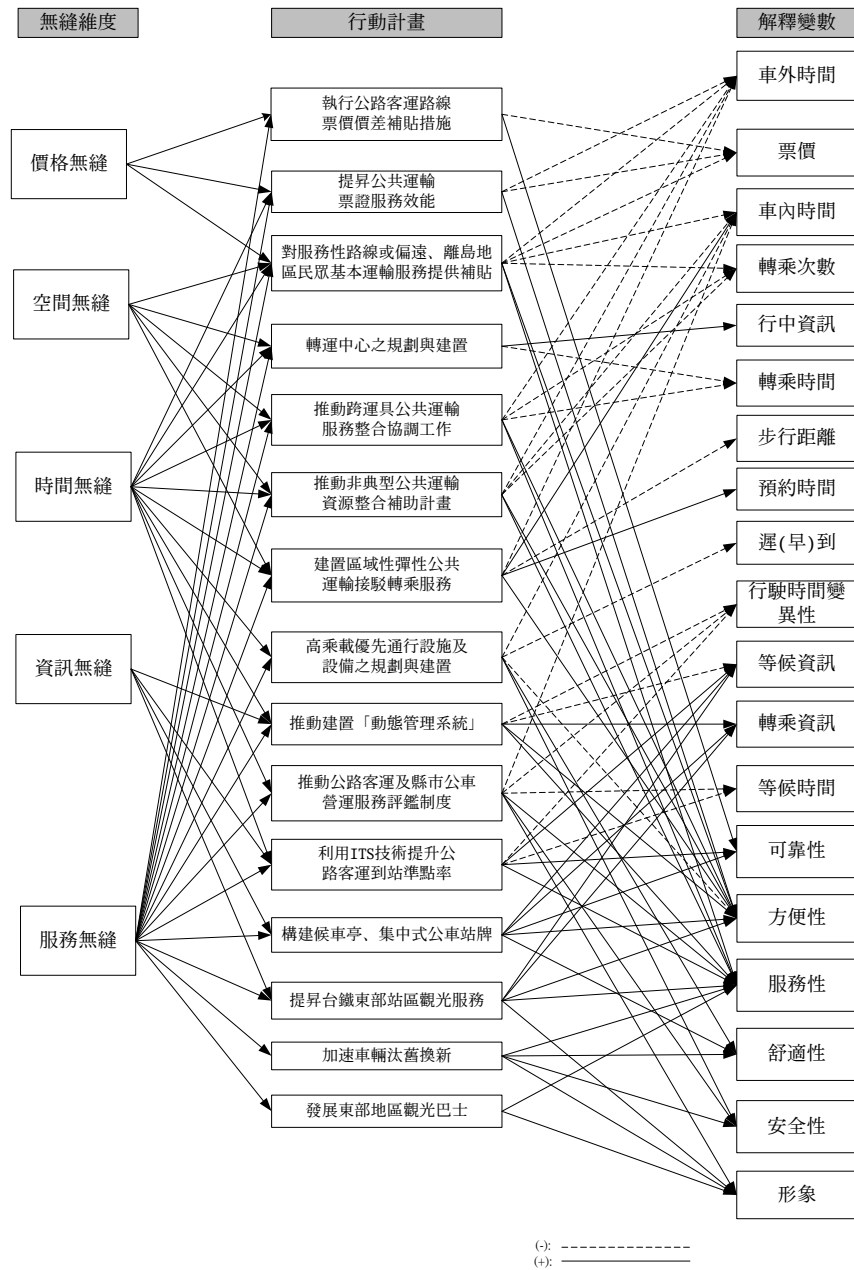 無縫維度
行動計畫
解釋變數
價格無縫
空間無縫
時間無縫
資訊無縫
服務無縫
執行公路客運路線
票價價差補貼措施
提昇公共運輸
票證服務效能
對服務性路線或偏遠、離島地
區民眾基本運輸服務提供補貼
轉運中心之規劃與建置
推動跨運具公共運輸
服務整合協調工作
推動非典型公共運輸
資源整合補助計畫
建置區域性彈性公共
運輸接駁轉乘服務
高乘載優先通行設施及
設備之規劃與建置
推動建置「動態管理系統」
推動公路客運及縣市公車
營運服務評鑑制度
利用ITS技術提升公
路客運到站準點率
構建候車亭、集中式公車站牌
提昇台鐵東部站區觀光服務
加速車輛汰舊換新
發展東部地區觀光巴士
車外時間
票價
車內時間
轉乘次數
行中資訊
轉乘時間
步行距離
預約時間
遲(早)到
行駛時間變
異性
等候資訊
轉乘資訊
等候時間
可靠性
方便性
服務性
舒適性
安全性
形象
(-):
(+):